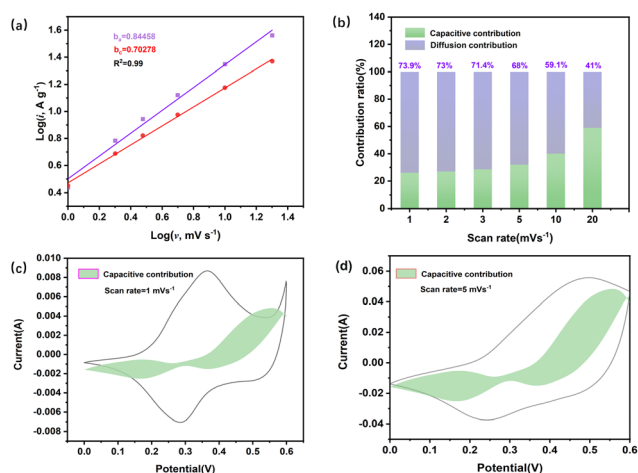 (a)
b_a=0.84458
b_c=0.70278
R²=0.99
Log(i, A g⁻¹)
1.6
1.4
1.2
1.0
0.8
0.6
0.4
0.0 0.2 0.4 0.6 0.8 1.0 1.2 1.4
Log(v, mV s⁻¹)
(b)
Capacitive contribution
Diffusion contribution
Contribution ratio(%)
140
120
100
80
60
40
20
0
73.9% 73% 71.4% 68% 59.1% 41%
1 2 3 5 10 20
Scan rate(mVs⁻¹)
(c)
Capacitive contribution
Scan rate=1 mVs⁻¹
Current(A)
0.010
0.008
0.006
0.004
0.002
0.000
-0.002
-0.004
-0.006
-0.008
0.0 0.1 0.2 0.3 0.4 0.5 0.6
Potential(V)
(d)
Capacitive contribution
Scan rate=5 mVs⁻¹
Current(A)
0.06
0.04
0.02
0.00
-0.02
-0.04
0.0 0.1 0.2 0.3 0.4 0.5 0.6
Potential(V)